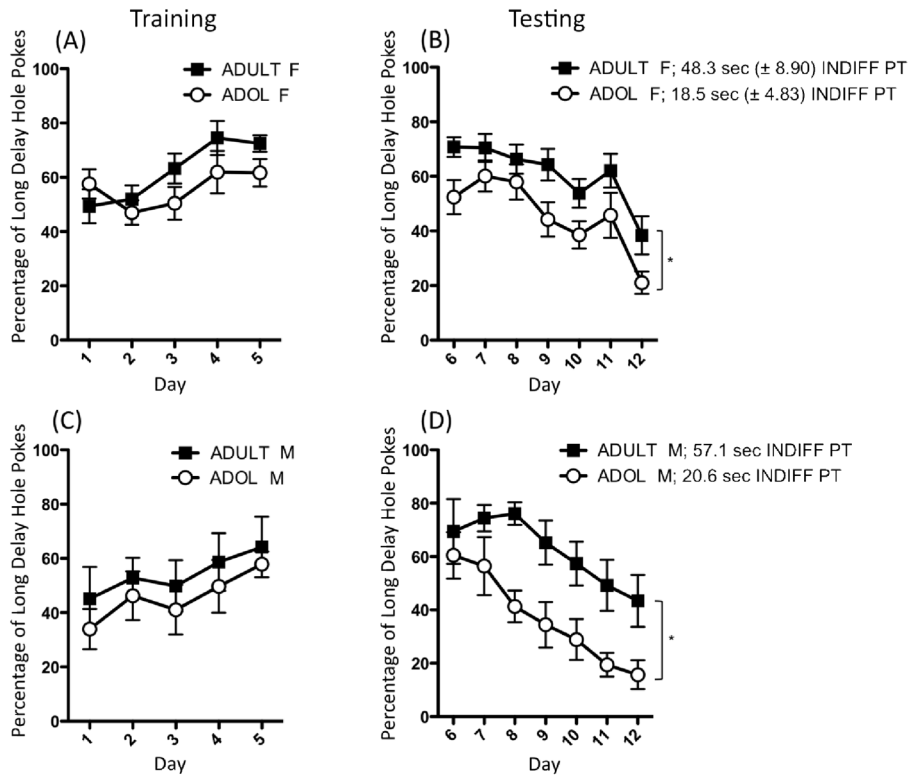 Training
Testing
(A)
ADULT F
ADOL F
Percentage of Long Delay Hole Pokes
100
80
60
40
20
0
1 2 3 4 5
Day
(B)
ADULT F; 48.3 sec (± 8.90) INDIFF PT
ADOL F; 18.5 sec (± 4.83) INDIFF PT
Percentage of Long Delay Hole Pokes
100
80
60
40
20
0
*
6 7 8 9 10 11 12
Day
(C)
ADULT M
ADOL M
Percentage of Long Delay Hole Pokes
100
80
60
40
20
0
1 2 3 4 5
Day
(D)
ADULT M; 57.1 sec INDIFF PT
ADOL M; 20.6 sec INDIFF PT
Percentage of Long Delay Hole Pokes
100
80
60
40
20
0
*
6 7 8 9 10 11 12
Day